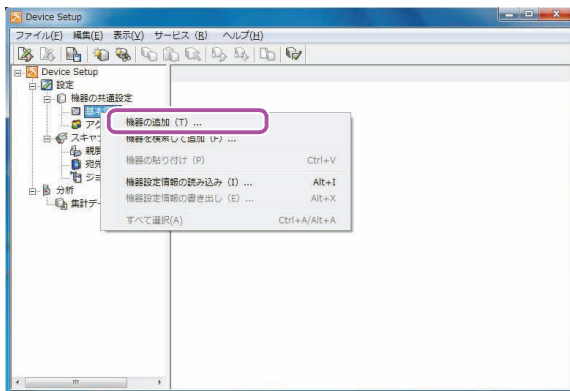 Device Setup
ファイル(F) 編集(E) 表示(V) サービス (R) ヘルプ(H)
Device Setup
設定
機器の共通設定
機器の追加 (T) ...
機器を検索して追加 (F) ...
機器の貼り付け (P) Ctrl+V
機器設定情報の読み込み (I) ... Alt+I
機器設定情報の書き出し (E) ... Alt+X
すべて選択(A) Ctrl+A/Alt+A
アク
スキャナ
親展
宛先
ジョ
分析
集計デー